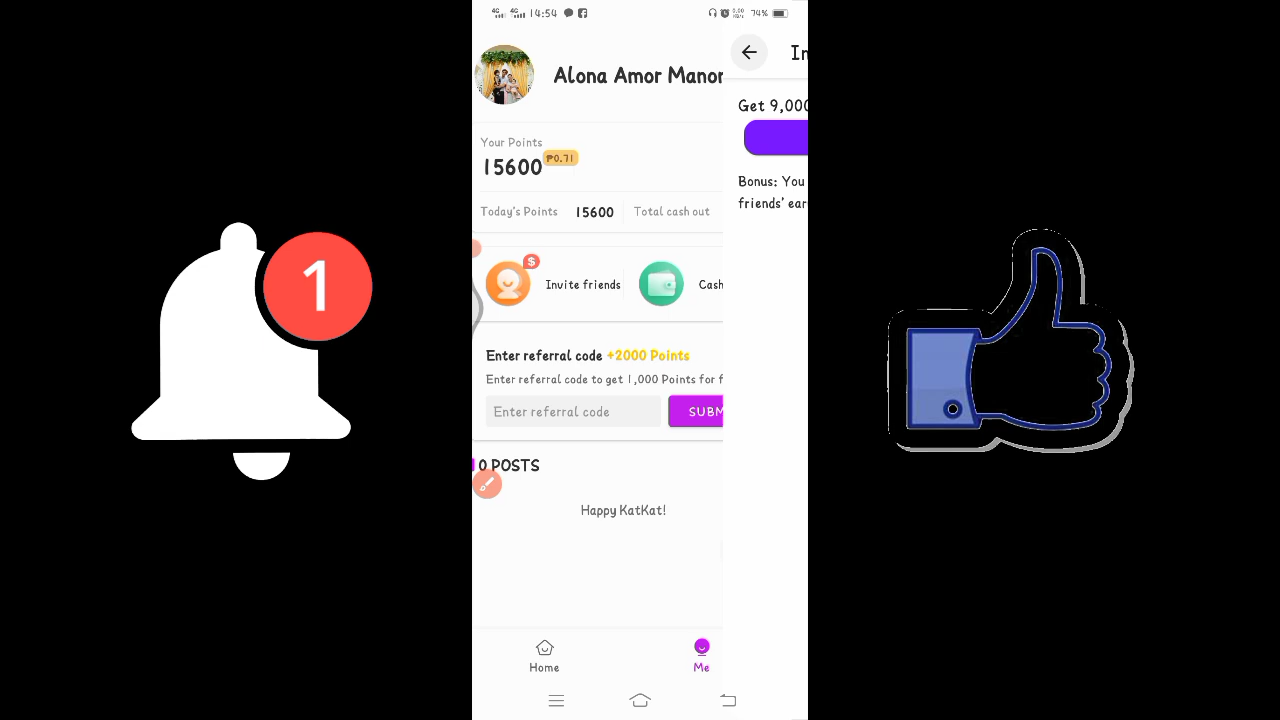 14:54
74%
Alona Amor Manor
Your Points
15600 ₱0.71
Today's Points 15600 Total cash out
$
Invite friends Cash
Enter referral code +2000 Points
Enter referral code to get 1,000 Points for f
Enter referral code SUBM
0 POSTS
Happy KatKat!
Home Me
In
Get 9,000
Bonus: You
friends' ear
1